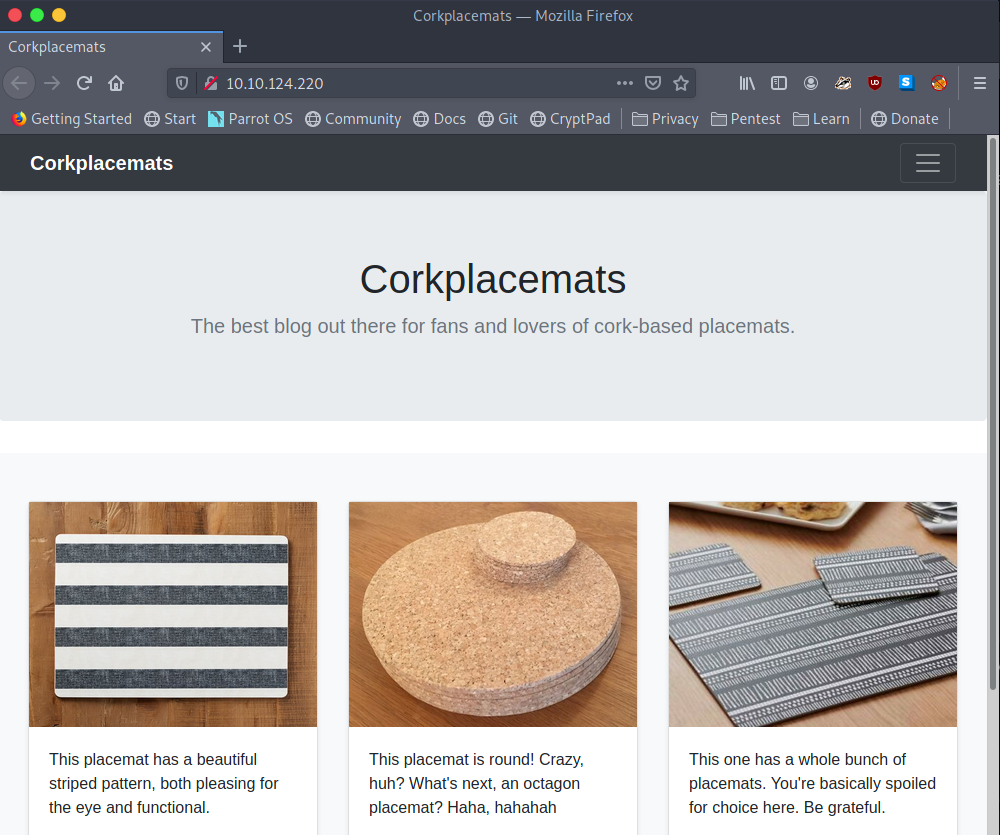 Corkplacemats — Mozilla Firefox
Corkplacemats
10.10.124.220
Getting Started Start Parrot OS Community Docs Git CryptPad Privacy Pentest Learn Donate
Corkplacemats
Corkplacemats
The best blog out there for fans and lovers of cork-based placemats.
This placemat has a beautiful
striped pattern, both pleasing for
the eye and functional.
This placemat is round! Crazy,
huh? What's next, an octagon
placemat? Haha, hahahah
This one has a whole bunch of
placemats. You're basically spoiled
for choice here. Be grateful.